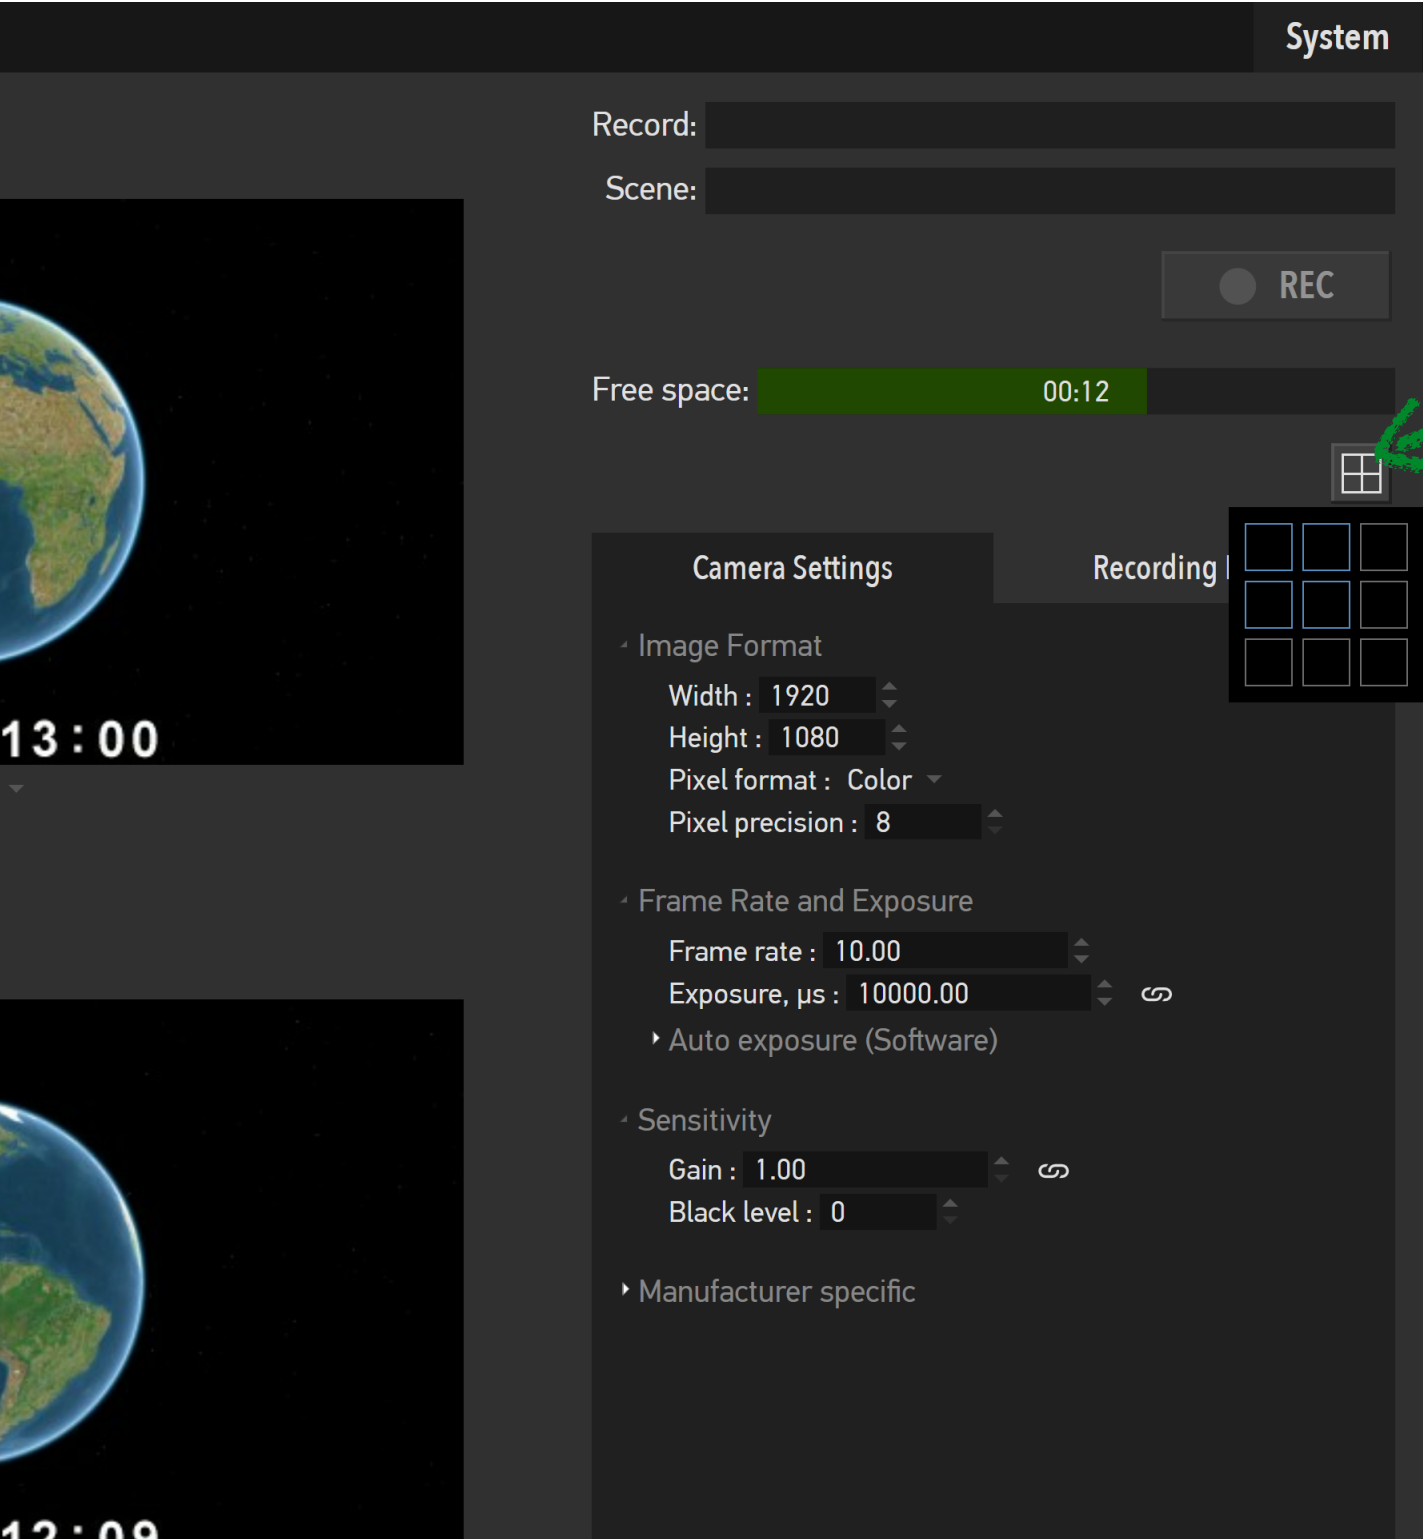 System
Record:
Scene:
REC
Free space: 00:12
Camera Settings
Recording
Image Format
Width : 1920
Height : 1080
Pixel format : Color
Pixel precision : 8
Frame Rate and Exposure
Frame rate : 10.00
Exposure, µs : 10000.00
Auto exposure (Software)
Sensitivity
Gain : 1.00
Black level : 0
Manufacturer specific
13:00
12:09